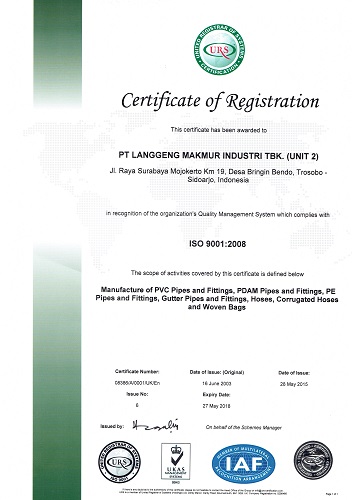 UNITED REGISTRAR OF SYSTEMS
URS
CERTIFICATION
Certificate of Registration
This certificate has been awarded to
PT LANGGENG MAKMUR INDUSTRI TBK. (UNIT 2)
Jl. Raya Surabaya Mojokerto Km 19, Desa Bringin Bendo, Trosobo -
Sidoarjo, Indonesia
in recognition of the organization's Quality Management System which complies with
ISO 9001:2008
The scope of activities covered by this certificate is defined below
Manufacture of PVC Pipes and Fittings, PDAM Pipes and Fittings, PE
Pipes and Fittings, Gutter Pipes and Fittings, Hoses, Corrugated Hoses
and Woven Bags
Certificate Number: Date of Issue: (Original) Date of Issue:
08386/A/0001/UK/En 16 June 2003 28 May 2015
Issue No: Expiry Date:
6 27 May 2018
Issued by: On behalf of the Schemes Manager
URS
UKAS
MANAGEMENT
SYSTEMS
MEMBER OF MULTILATERAL
IAF
RECOGNITION ARRANGEMENT
Page 1 of 1